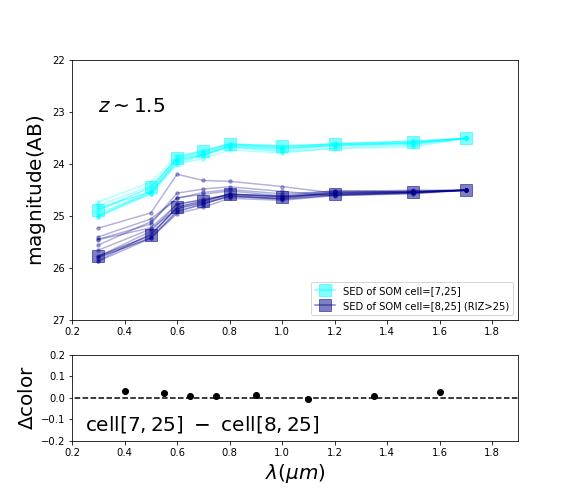 22
23
24
25
26
27
magnitude(AB)
z ∼ 1.5
SED of SOM cell=[7,25]
SED of SOM cell=[8,25] (RIZ>25)
0.2 0.4 0.6 0.8 1.0 1.2 1.4 1.6 1.8
0.2
0.1
0.0
−0.1
−0.2
Δcolor
cell[7, 25] − cell[8, 25]
0.2 0.4 0.6 0.8 1.0 1.2 1.4 1.6 1.8
λ(μm)